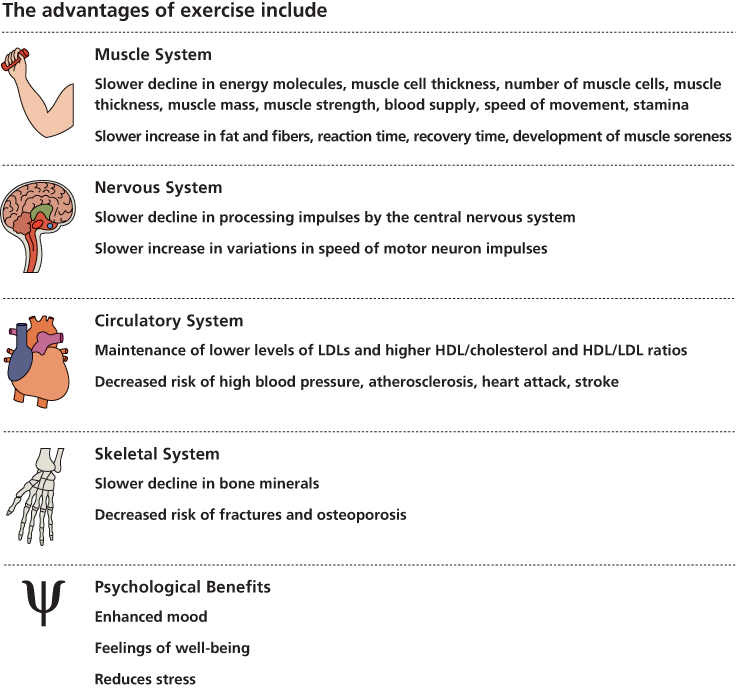 The advantages of exercise include
Muscle System
Slower decline in energy molecules, muscle cell thickness, number of muscle cells, muscle
thickness, muscle mass, muscle strength, blood supply, speed of movement, stamina
Slower increase in fat and fibers, reaction time, recovery time, development of muscle soreness
Nervous System
Slower decline in processing impulses by the central nervous system
Slower increase in variations in speed of motor neuron impulses
Circulatory System
Maintenance of lower levels of LDLs and higher HDL/cholesterol and HDL/LDL ratios
Decreased risk of high blood pressure, atherosclerosis, heart attack, stroke
Skeletal System
Slower decline in bone minerals
Decreased risk of fractures and osteoporosis
ψ
Psychological Benefits
Enhanced mood
Feelings of well-being
Reduces stress